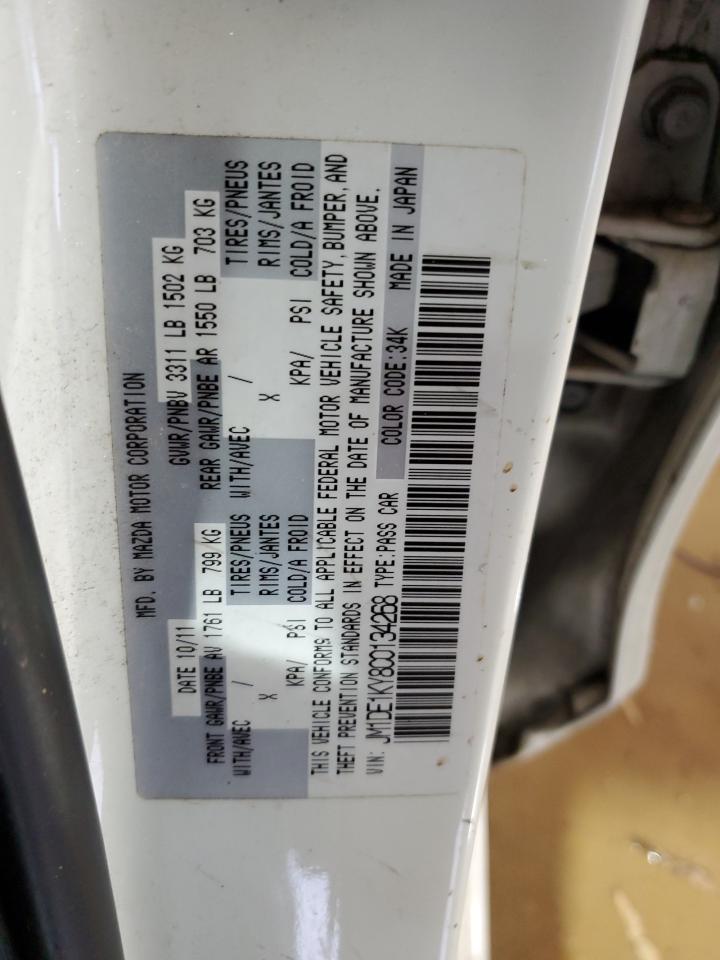 MFD. BY MAZDA MOTOR CORPORATION
DATE 10/11 GVWR/PNBV 3311 LB 1502 KG
FRONT GAWR/PNBE AV 1761 LB 799 KG REAR GAWR/PNBE AR 1550 LB 703 KG
WITH/AVEC / TIRES/PNEUS WITH/AVEC / TIRES/PNEUS
X RIMS/JANTES X RIMS/JANTES
KPA/ PSI COLD/A FROID KPA/ PSI COLD/A FROID
THIS VEHICLE CONFORMS TO ALL APPLICABLE FEDERAL MOTOR VEHICLE SAFETY, BUMPER, AND
THEFT PREVENTION STANDARDS IN EFFECT ON THE DATE OF MANUFACTURE SHOWN ABOVE.
VIN: JM1DE1KY8C0134268 TYPE:PASS CAR COLOR CODE:34K MADE IN JAPAN